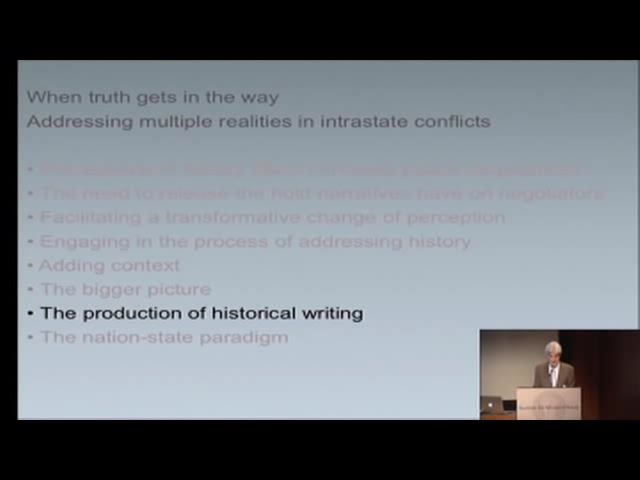 When truth gets in the way
Addressing multiple realities in intrastate conflicts
• The need to release the hold narratives have on negotiators
• Facilitating a transformative change of perception
• Engaging in the process of addressing history
• Adding context
• The bigger picture
• The production of historical writing
• The nation-state paradigm